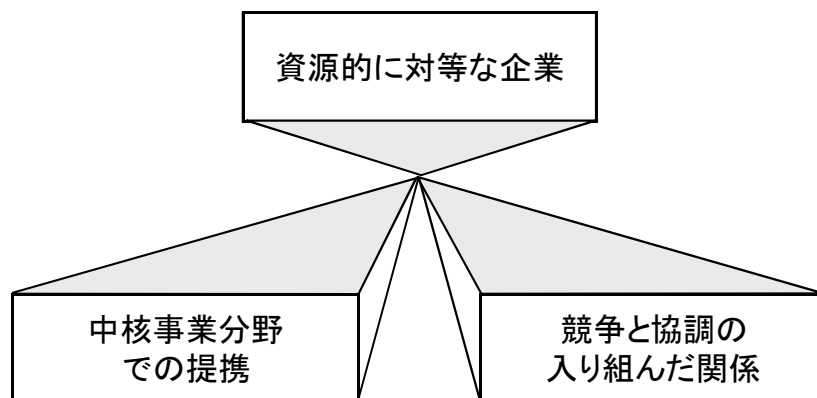 資源的に対等な企業
中核事業分野
での提携
競争と協調の
入り組んだ関係